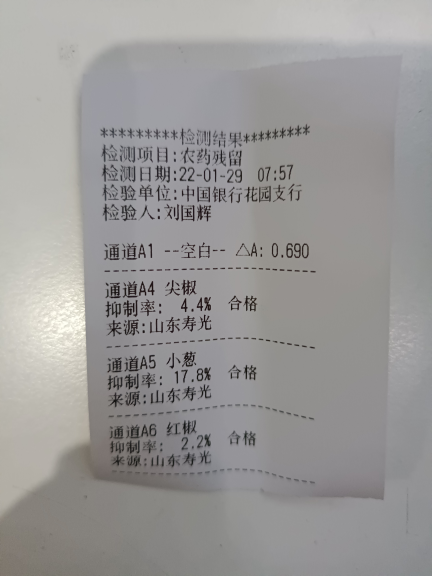 *********检测结果*********
检测项目:农药残留
检测日期:22-01-29 07:57
检验单位:中国银行花园支行
检验人:刘国辉
通道A1 --空白-- △A: 0.690
通道A4 尖椒
抑制率: 4.4% 合格
来源:山东寿光
通道A5 小葱
抑制率: 17.8% 合格
来源:山东寿光
通道A6 红椒
抑制率: 2.2% 合格
来源:山东寿光